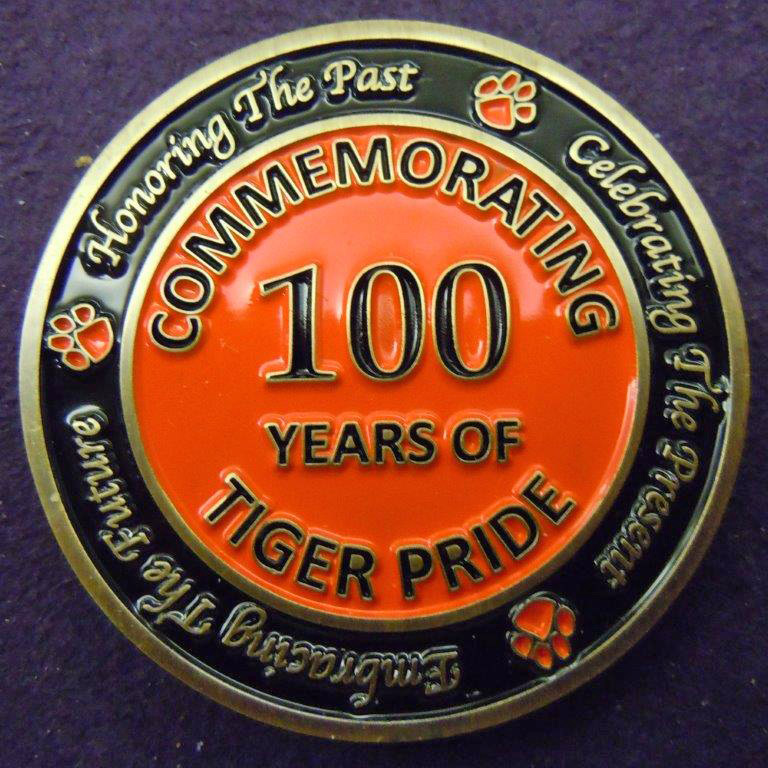 Honoring The Past
Celebrating The Present
Embracing The Future
COMMEMORATING
100
YEARS OF
TIGER PRIDE